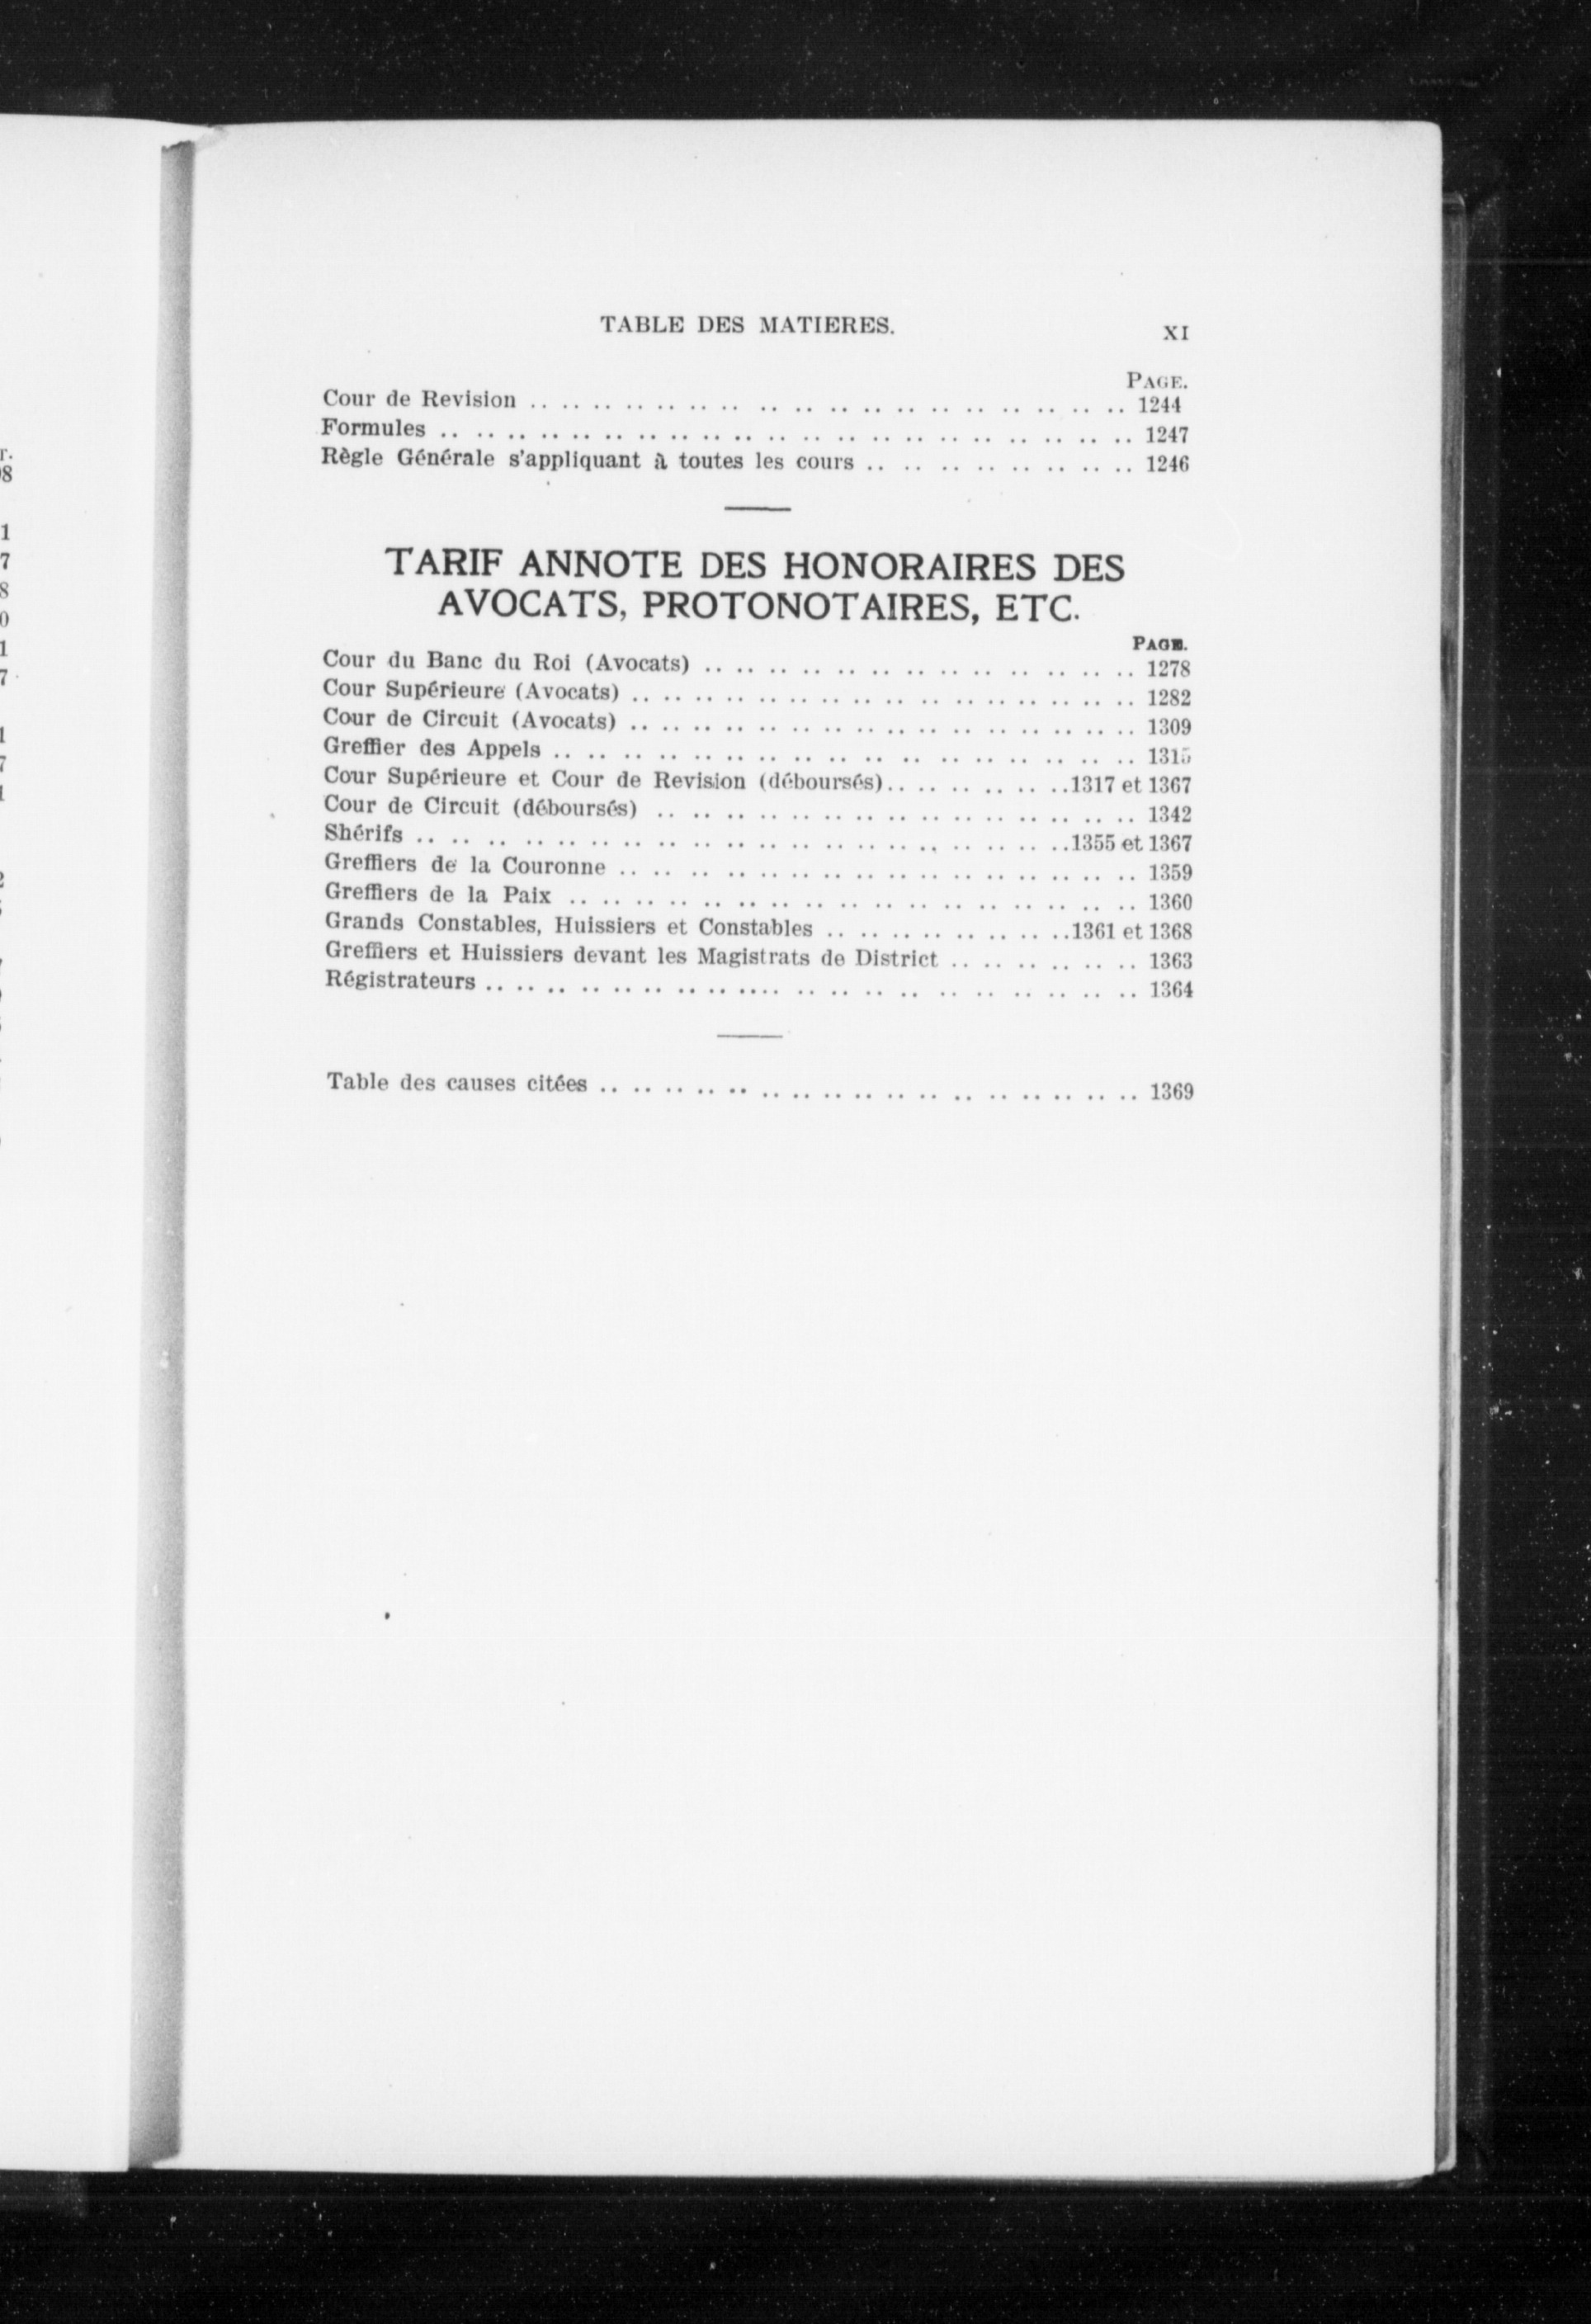 TABLE DES MATIERES. XI
PAGE.
Cour de Revision .. .. .. .. .. .. .. .. .. .. .. .. .. .. .. .. .. .. 1244
Formules .. .. .. .. .. .. .. .. .. .. .. .. .. .. .. .. .. .. .. .. .. 1247
Règle Générale s'appliquant à toutes les cours .. .. .. .. .. .. .. .. 1246
TARIF ANNOTE DES HONORAIRES DES
AVOCATS, PROTONOTAIRES, ETC.
PAGE.
Cour du Banc du Roi (Avocats) .. .. .. .. .. .. .. .. .. .. .. .. .. 1278
Cour Supérieure (Avocats) .. .. .. .. .. .. .. .. .. .. .. .. .. .. .. 1282
Cour de Circuit (Avocats) .. .. .. .. .. .. .. .. .. .. .. .. .. .. .. 1309
Greffier des Appels .. .. .. .. .. .. .. .. .. .. .. .. .. .. .. .. .. 1315
Cour Supérieure et Cour de Revision (déboursés).. .. .. .. .. ..1317 et 1367
Cour de Circuit (déboursés) .. .. .. .. .. .. .. .. .. .. .. .. .. .. 1342
Shérifs .. .. .. .. .. .. .. .. .. .. .. .. .. .. .. .. .. .. .. ..1355 et 1367
Greffiers de la Couronne .. .. .. .. .. .. .. .. .. .. .. .. .. .. .. 1359
Greffiers de la Paix .. .. .. .. .. .. .. .. .. .. .. .. .. .. .. .. .. 1360
Grands Constables, Huissiers et Constables .. .. .. .. .. .. .. ..1361 et 1368
Greffiers et Huissiers devant les Magistrats de District .. .. .. .. .. .. 1363
Régistrateurs .. .. .. .. .. .. .. .. .... .. .. .. .. .. .. .. .. .. .. 1364
Table des causes citées .. .. .. .. .. .. .. .. .. .. .. .. .. .. .. .. .. 1369